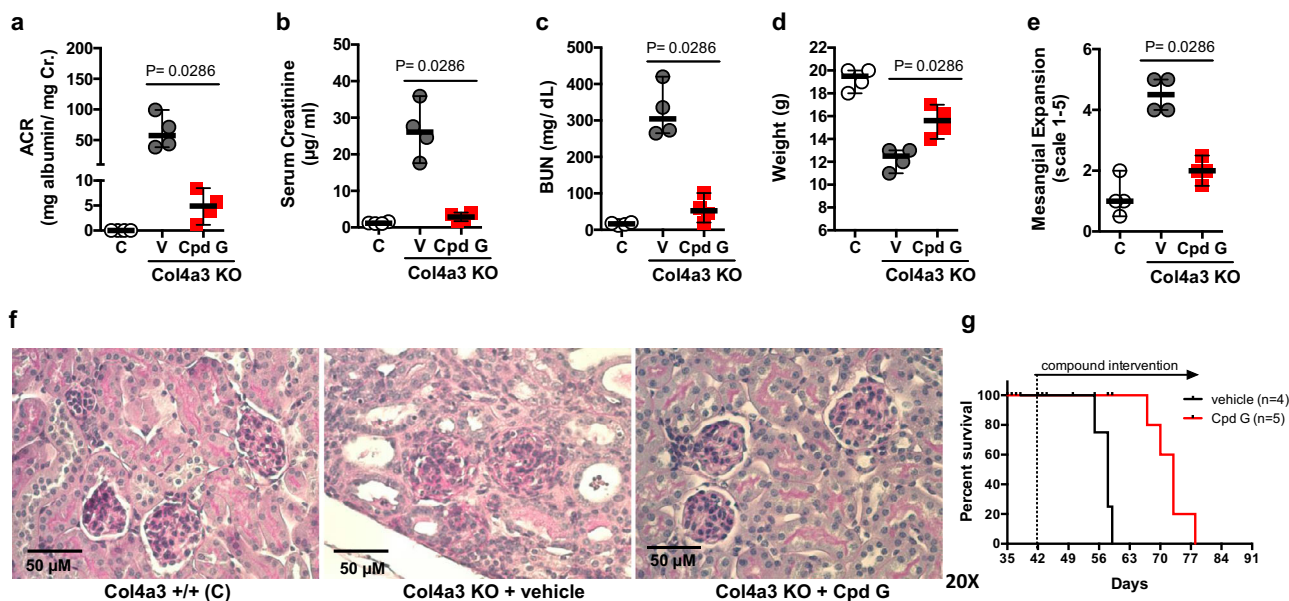 a
ACR
(mg albumin/ mg Cr.)
200
150
100
50
10
5
0
P= 0.0286
C V Cpd G
Col4a3 KO
b
Serum Creatinine
(µg/ ml)
50
40
30
20
10
0
P= 0.0286
C V Cpd G
Col4a3 KO
c
BUN (mg/ dL)
500
400
300
200
100
0
P= 0.0286
C V Cpd G
Col4a3 KO
d
Weight (g)
22
20
18
16
14
12
10
8
6
P= 0.0286
C V Cpd G
Col4a3 KO
e
Mesangial Expansion
(scale 1-5)
6
4
2
0
P= 0.0286
C V Cpd G
Col4a3 KO
f
50 µM
50 µM
50 µM
Col4a3 +/+ (C)
Col4a3 KO + vehicle
Col4a3 KO + Cpd G
20X
g
compound intervention
Percent survival
100
80
60
40
20
0
vehicle (n=4)
Cpd G (n=5)
35 42 49 56 63 70 77 84 91
Days